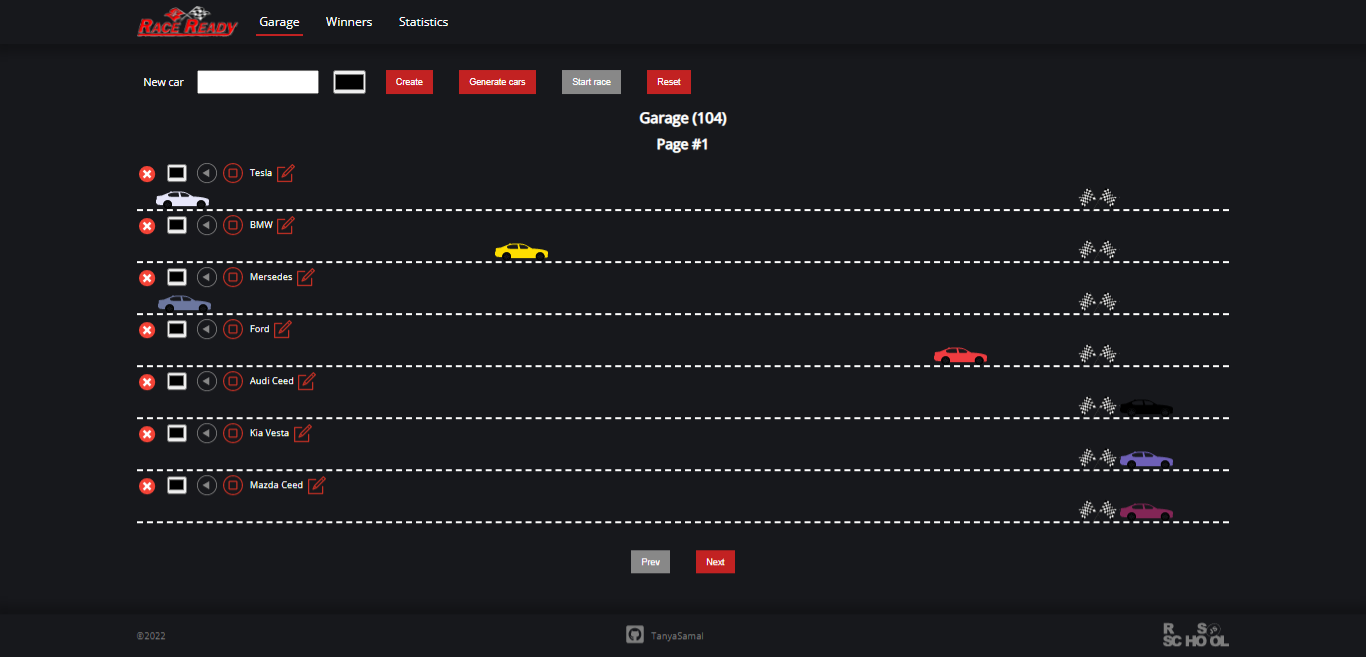 RACE READY Garage Winners Statistics
New car Create Generate cars Start race Reset
Garage (104)
Page #1
Tesla
BMW
Mersedes
Ford
Audi Ceed
Kia Vesta
Mazda Ceed
Prev Next
©2022 TanyaSamal RS SCHOOL